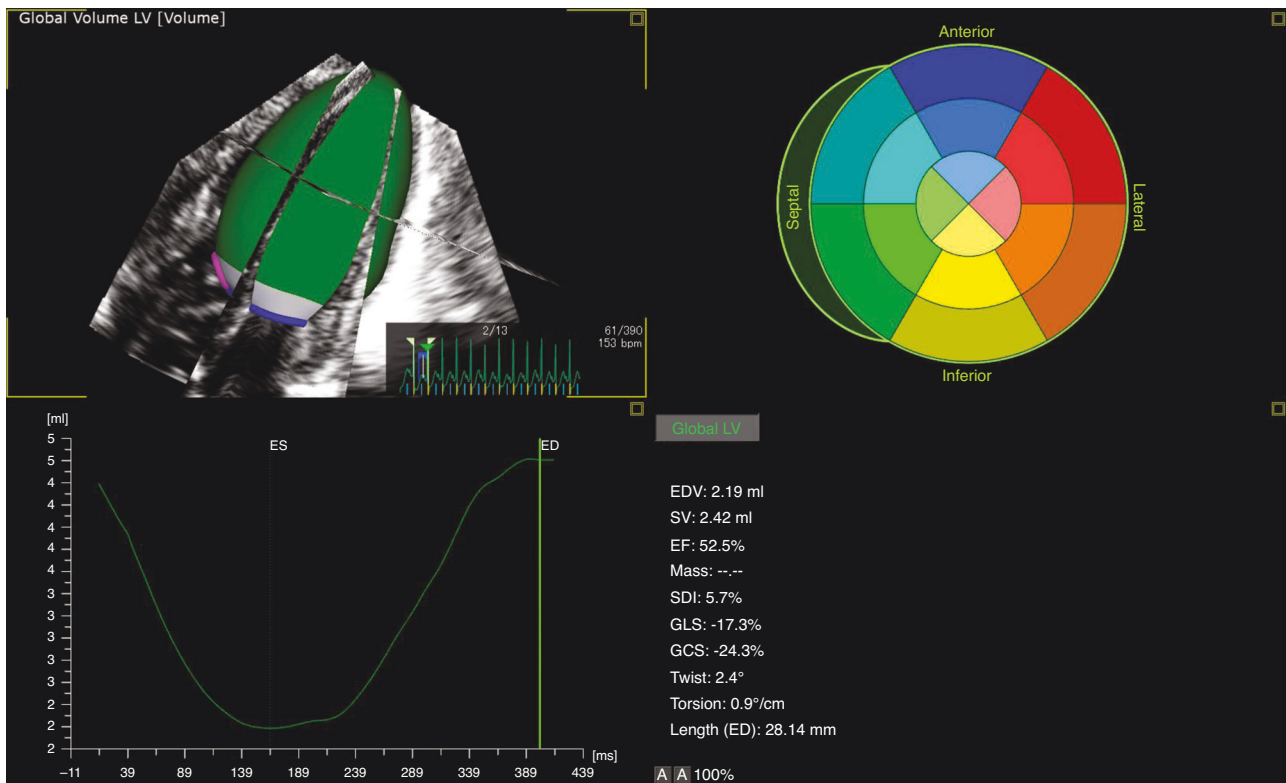 Global Volume LV [Volume]
2/13
61/390
153 bpm
Anterior
Septal
Lateral
Inferior
[ml]
ES
ED
5
5
4
4
4
4
4
3
3
3
3
3
2
2
2
[ms]
–11 39 89 139 189 239 289 339 389 439
Global LV
EDV: 2.19 ml
SV: 2.42 ml
EF: 52.5%
Mass: --.--
SDI: 5.7%
GLS: -17.3%
GCS: -24.3%
Twist: 2.4°
Torsion: 0.9°/cm
Length (ED): 28.14 mm
A A 100%